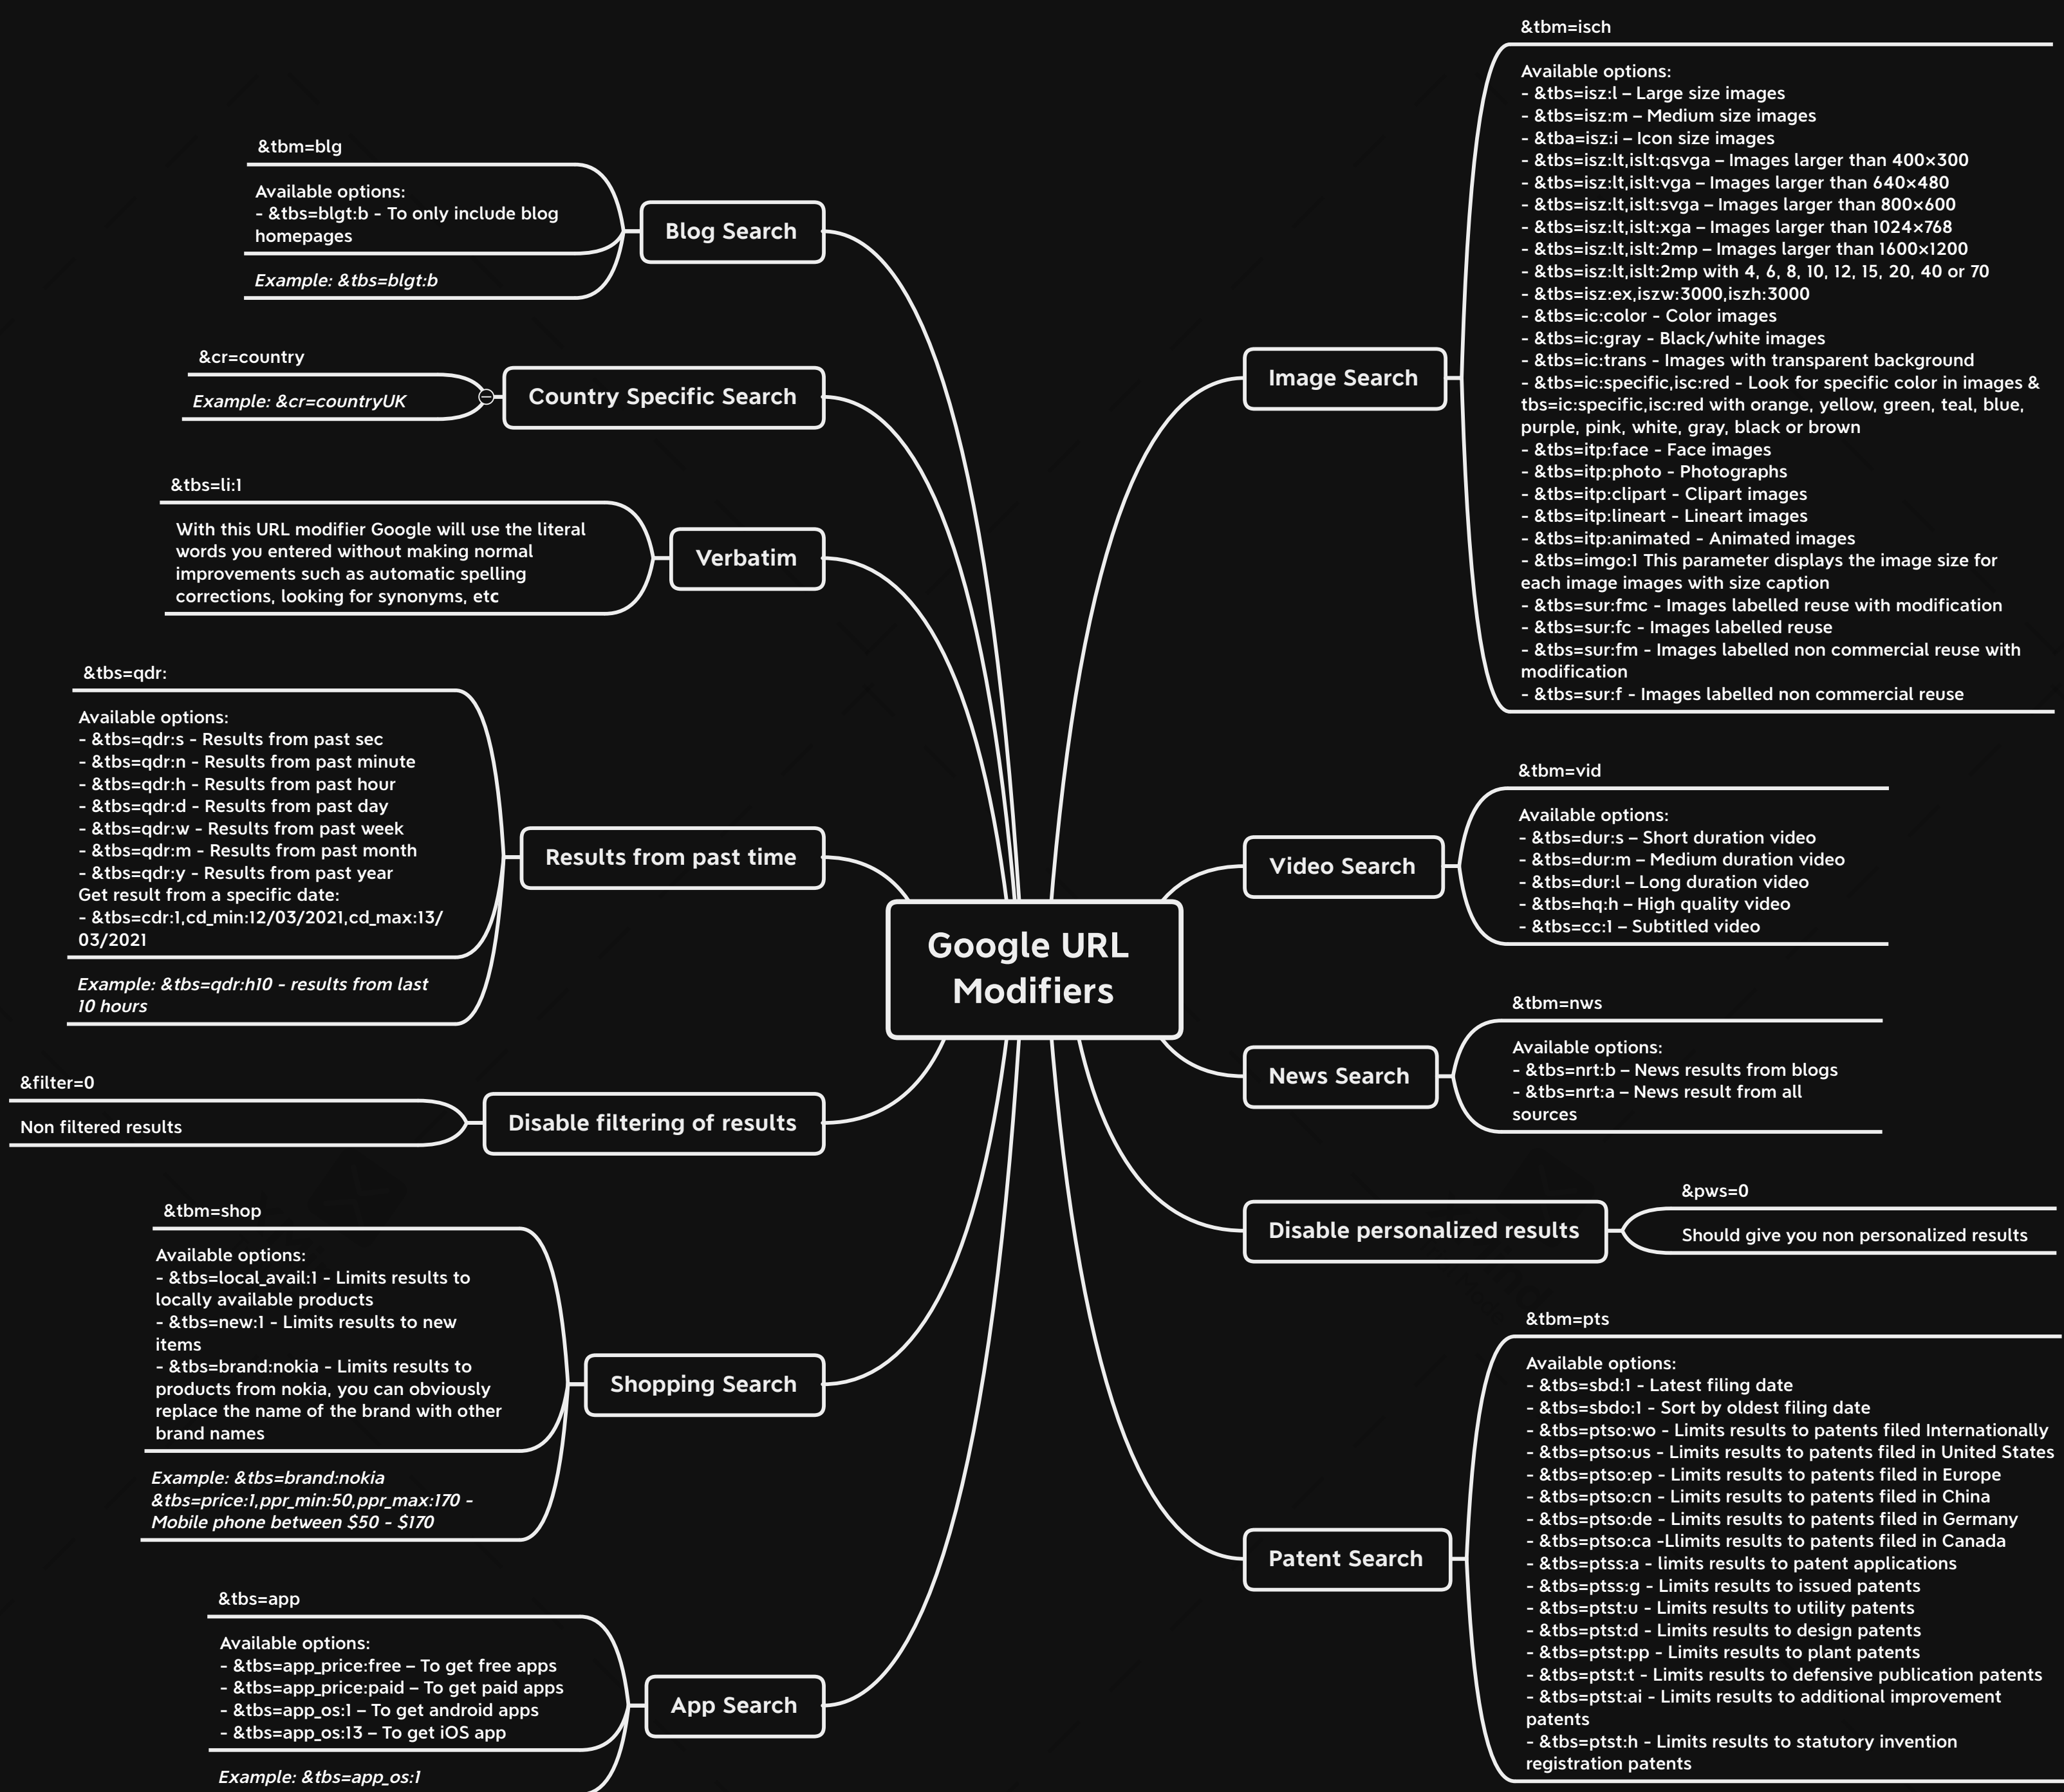 &tbm=blg
Available options:
- &tbs=blgt:b - To only include blog
homepages
Example: &tbs=blgt:b
Blog Search
&cr=country
Example: &cr=countryUK
Country Specific Search
&tbs=li:1
With this URL modifier Google will use the literal
words you entered without making normal
improvements such as automatic spelling
corrections, looking for synonyms, etc
Verbatim
&tbs=qdr:
Available options:
- &tbs=qdr:s - Results from past sec
- &tbs=qdr:n - Results from past minute
- &tbs=qdr:h - Results from past hour
- &tbs=qdr:d - Results from past day
- &tbs=qdr:w - Results from past week
- &tbs=qdr:m - Results from past month
- &tbs=qdr:y - Results from past year
Get result from a specific date:
- &tbs=cdr:1,cd_min:12/03/2021,cd_max:13/
03/2021
Example: &tbs=qdr:h10 - results from last
10 hours
Results from past time
&filter=0
Non filtered results
Disable filtering of results
&tbm=shop
Available options:
- &tbs=local_avail:1 - Limits results to
locally available products
- &tbs=new:1 - Limits results to new
items
- &tbs=brand:nokia - Limits results to
products from nokia, you can obviously
replace the name of the brand with other
brand names
Example: &tbs=brand:nokia
&tbs=price:1,ppr_min:50,ppr_max:170 -
Mobile phone between $50 - $170
Shopping Search
&tbs=app
Available options:
- &tbs=app_price:free – To get free apps
- &tbs=app_price:paid – To get paid apps
- &tbs=app_os:1 – To get android apps
- &tbs=app_os:13 – To get iOS app
Example: &tbs=app_os:1
App Search
Google URL
Modifiers
Image Search
&tbm=isch
Available options:
- &tbs=isz:l – Large size images
- &tbs=isz:m – Medium size images
- &tba=isz:i – Icon size images
- &tbs=isz:lt,islt:qsvga – Images larger than 400×300
- &tbs=isz:lt,islt:vga – Images larger than 640×480
- &tbs=isz:lt,islt:svga – Images larger than 800×600
- &tbs=isz:lt,islt:xga – Images larger than 1024×768
- &tbs=isz:lt,islt:2mp – Images larger than 1600×1200
- &tbs=isz:lt,islt:2mp with 4, 6, 8, 10, 12, 15, 20, 40 or 70
- &tbs=isz:ex,iszw:3000,iszh:3000
- &tbs=ic:color - Color images
- &tbs=ic:gray - Black/white images
- &tbs=ic:trans - Images with transparent background
- &tbs=ic:specific,isc:red - Look for specific color in images &
tbs=ic:specific,isc:red with orange, yellow, green, teal, blue,
purple, pink, white, gray, black or brown
- &tbs=itp:face - Face images
- &tbs=itp:photo - Photographs
- &tbs=itp:clipart - Clipart images
- &tbs=itp:lineart - Lineart images
- &tbs=itp:animated - Animated images
- &tbs=imgo:1 This parameter displays the image size for
each image images with size caption
- &tbs=sur:fmc - Images labelled reuse with modification
- &tbs=sur:fc - Images labelled reuse
- &tbs=sur:fm - Images labelled non commercial reuse with
modification
- &tbs=sur:f - Images labelled non commercial reuse
Video Search
&tbm=vid
Available options:
- &tbs=dur:s – Short duration video
- &tbs=dur:m – Medium duration video
- &tbs=dur:l – Long duration video
- &tbs=hq:h – High quality video
- &tbs=cc:1 – Subtitled video
News Search
&tbm=nws
Available options:
- &tbs=nrt:b – News results from blogs
- &tbs=nrt:a – News result from all
sources
Disable personalized results
&pws=0
Should give you non personalized results
Patent Search
&tbm=pts
Available options:
- &tbs=sbd:1 - Latest filing date
- &tbs=sbdo:1 - Sort by oldest filing date
- &tbs=ptso:wo - Limits results to patents filed Internationally
- &tbs=ptso:us - Limits results to patents filed in United States
- &tbs=ptso:ep - Limits results to patents filed in Europe
- &tbs=ptso:cn - Limits results to patents filed in China
- &tbs=ptso:de - Limits results to patents filed in Germany
- &tbs=ptso:ca -Llimits results to patents filed in Canada
- &tbs=ptss:a - limits results to patent applications
- &tbs=ptss:g - Limits results to issued patents
- &tbs=ptst:u - Limits results to utility patents
- &tbs=ptst:d - Limits results to design patents
- &tbs=ptst:pp - Limits results to plant patents
- &tbs=ptst:t - Limits results to defensive publication patents
- &tbs=ptst:ai - Limits results to additional improvement
patents
- &tbs=ptst:h - Limits results to statutory invention
registration patents